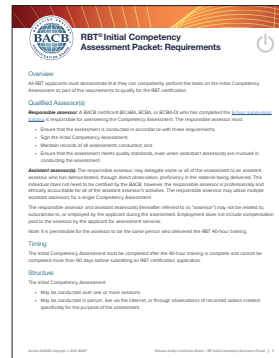 BACB®
RBT® Initial Competency
Assessment Packet: Requirements
Overview
All RBT applicants must demonstrate that they can competently perform the tasks on the Initial Competency
Assessment as part of the requirements to qualify for the RBT certification.
Qualified Assessor(s)
Responsible assessor: A BACB certificant (BCaBA, BCBA, or BCBA-D) who has completed the 8-hour supervision
training is responsible for overseeing the Competency Assessment. The responsible assessor must:
• Ensure that the assessment is conducted in accordance with these requirements;
• Sign the Initial Competency Assessment;
• Maintain records of all assessments conducted; and
• Ensure that the assessment meets quality standards, even when assistant assessor(s) are involved in
conducting the assessment.
Assistant assessor(s): The responsible assessor may delegate some or all of the assessment to an assistant
assessor who has demonstrated, through direct observation, proficiency in the material being delivered. This
individual does not need to be certified by the BACB; however, the responsible assessor is professionally and
ethically accountable for all of the assistant assessor's activities. The responsible assessor may utilize multiple
assistant assessors for a single Competency Assessment.
The responsible assessor and assistant assessor(s) (hereafter referred to as "assessor") may not be related to,
subordinate to, or employed by the applicant during the assessment. Employment does not include compensation
paid to the assessor by the applicant for assessment services.
Note: It is permissible for the assessor to be the same person who delivered the RBT 40-hour training.
Timing
The Initial Competency Assessment must be completed after the 40-hour training is complete and cannot be
completed more than 90 days before submitting an RBT certification application.
Structure
The Initial Competency Assessment:
• May be conducted over one or more sessions.
• May be conducted in person, live via the internet, or through observations of recorded videos created
specifically for the purpose of the assessment.